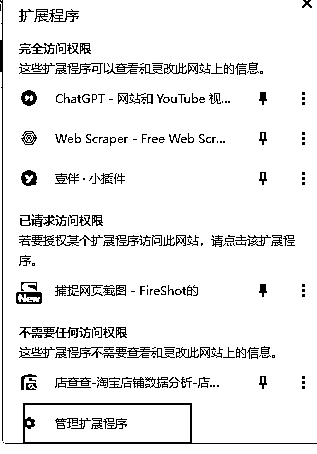 扩展程序
完全访问权限
这些扩展程序可以查看和更改此网站上的信息。
ChatGPT - 网站和 YouTube 视...
Web Scraper - Free Web Scr...
壹伴 · 小插件
已请求访问权限
若要授权某个扩展程序访问此网站，请点击该扩展程
序。
New
捕捉网页截图 - FireShot的
不需要任何访问权限
这些扩展程序不需要查看和更改此网站上的信息。
店查查-淘宝店铺数据分析-店...
管理扩展程序